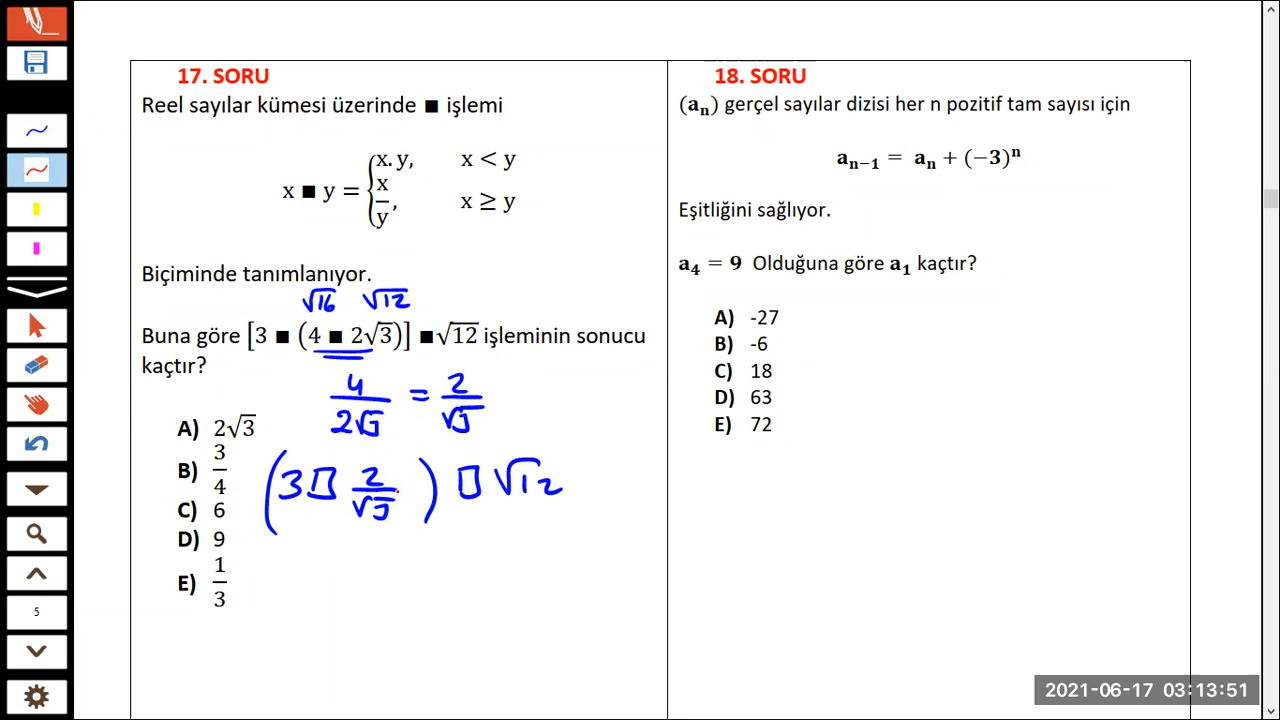 17. SORU
Reel sayılar kümesi üzerinde ■ işlemi
x ■ y = { x.y, x < y
x/y, x ≥ y
Biçiminde tanımlanıyor.
√16 √12
Buna göre [3 ■ (4 ■ 2√3)] ■ √12 işleminin sonucu
kaçtır?
4/2√3 = 2/√3
A) 2√3
B) 3/4
C) 6
D) 9
E) 1/3
(3 □ 2/√3) □ √12
18. SORU
(aₙ) gerçel sayılar dizisi her n pozitif tam sayısı için
aₙ₋₁ = aₙ + (−3)ⁿ
Eşitliğini sağlıyor.
a₄ = 9 Olduğuna göre a₁ kaçtır?
A) -27
B) -6
C) 18
D) 63
E) 72
5
2021-06-17 03:13:51